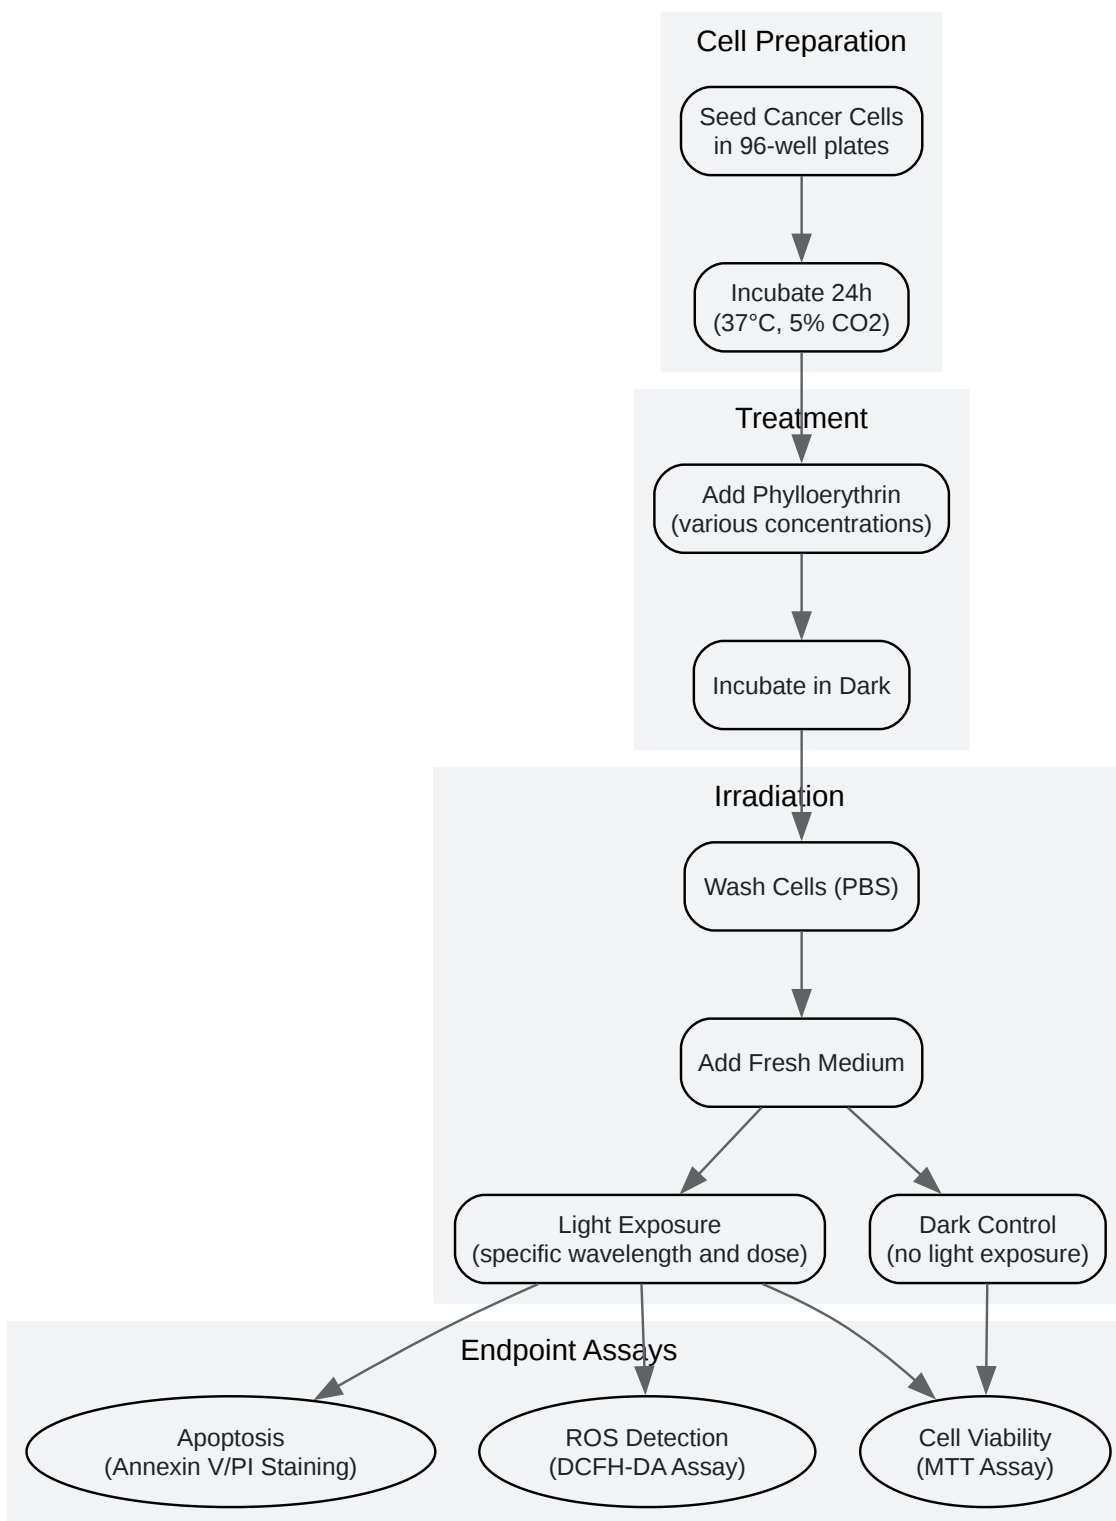 Cell Preparation
Seed Cancer Cells
in 96-well plates
Incubate 24h
(37°C, 5% CO2)
Treatment
Add Phylloerythrin
(various concentrations)
Incubate in Dark
Irradiation
Wash Cells (PBS)
Add Fresh Medium
Light Exposure
(specific wavelength and dose)
Dark Control
(no light exposure)
Endpoint Assays
Apoptosis
(Annexin V/PI Staining)
ROS Detection
(DCFH-DA Assay)
Cell Viability
(MTT Assay)